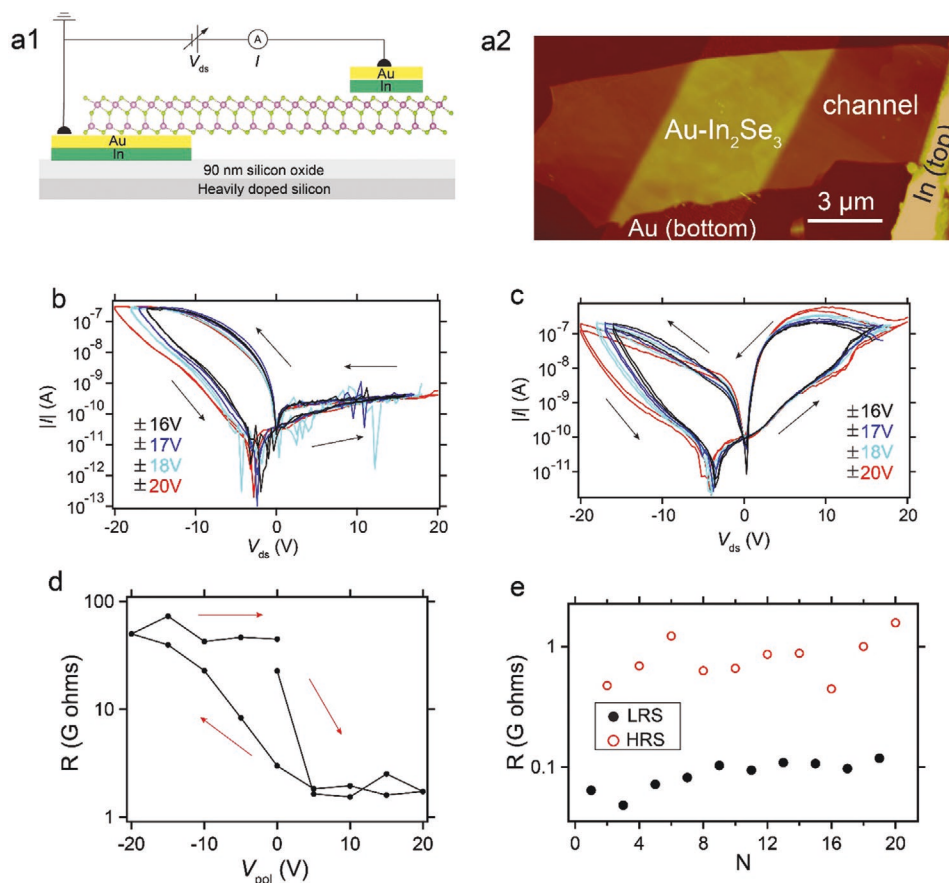 a1
V_ds
A
I
Au
In
Au
In
90 nm silicon oxide
Heavily doped silicon
a2
Au-In₂Se₃
channel
In (top)
Au (bottom)
3 µm
b
|I| (A)
10⁻⁷
10⁻⁸
10⁻⁹
10⁻¹⁰
10⁻¹¹
10⁻¹²
10⁻¹³
±16V
±17V
±18V
±20V
-20 -10 0 10 20
V_ds (V)
c
|I| (A)
10⁻⁷
10⁻⁸
10⁻⁹
10⁻¹⁰
10⁻¹¹
±16V
±17V
±18V
±20V
-20 -10 0 10 20
V_ds (V)
d
R (G ohms)
100
10
1
-20 -10 0 10 20
V_pol (V)
e
R (G ohms)
1
0.1
LRS
HRS
0 4 8 12 16 20
N